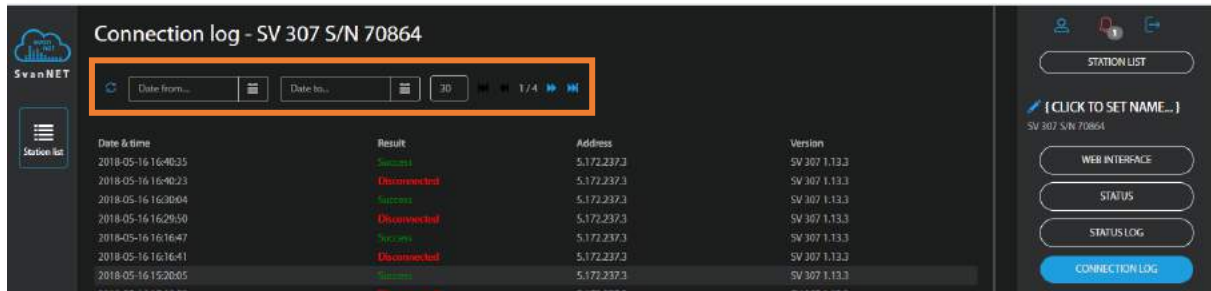 Connection log - SV 307 S/N 70864
SvanNET
Date from...
Date to...
30
1/4
Station list
Date & time Result Address Version
2018-05-16 16:40:35 Success 5.172.237.3 SV 307 1.13.3
2018-05-16 16:40:23 Disconnected 5.172.237.3 SV 307 1.13.3
2018-05-16 16:30:04 Success 5.172.237.3 SV 307 1.13.3
2018-05-16 16:29:50 Disconnected 5.172.237.3 SV 307 1.13.3
2018-05-16 16:16:47 Success 5.172.237.3 SV 307 1.13.3
2018-05-16 16:16:41 Disconnected 5.172.237.3 SV 307 1.13.3
2018-05-16 15:20:05 Success 5.172.237.3 SV 307 1.13.3
1
STATION LIST
{ CLICK TO SET NAME... }
SV 307 S/N 70864
WEB INTERFACE
STATUS
STATUS LOG
CONNECTION LOG